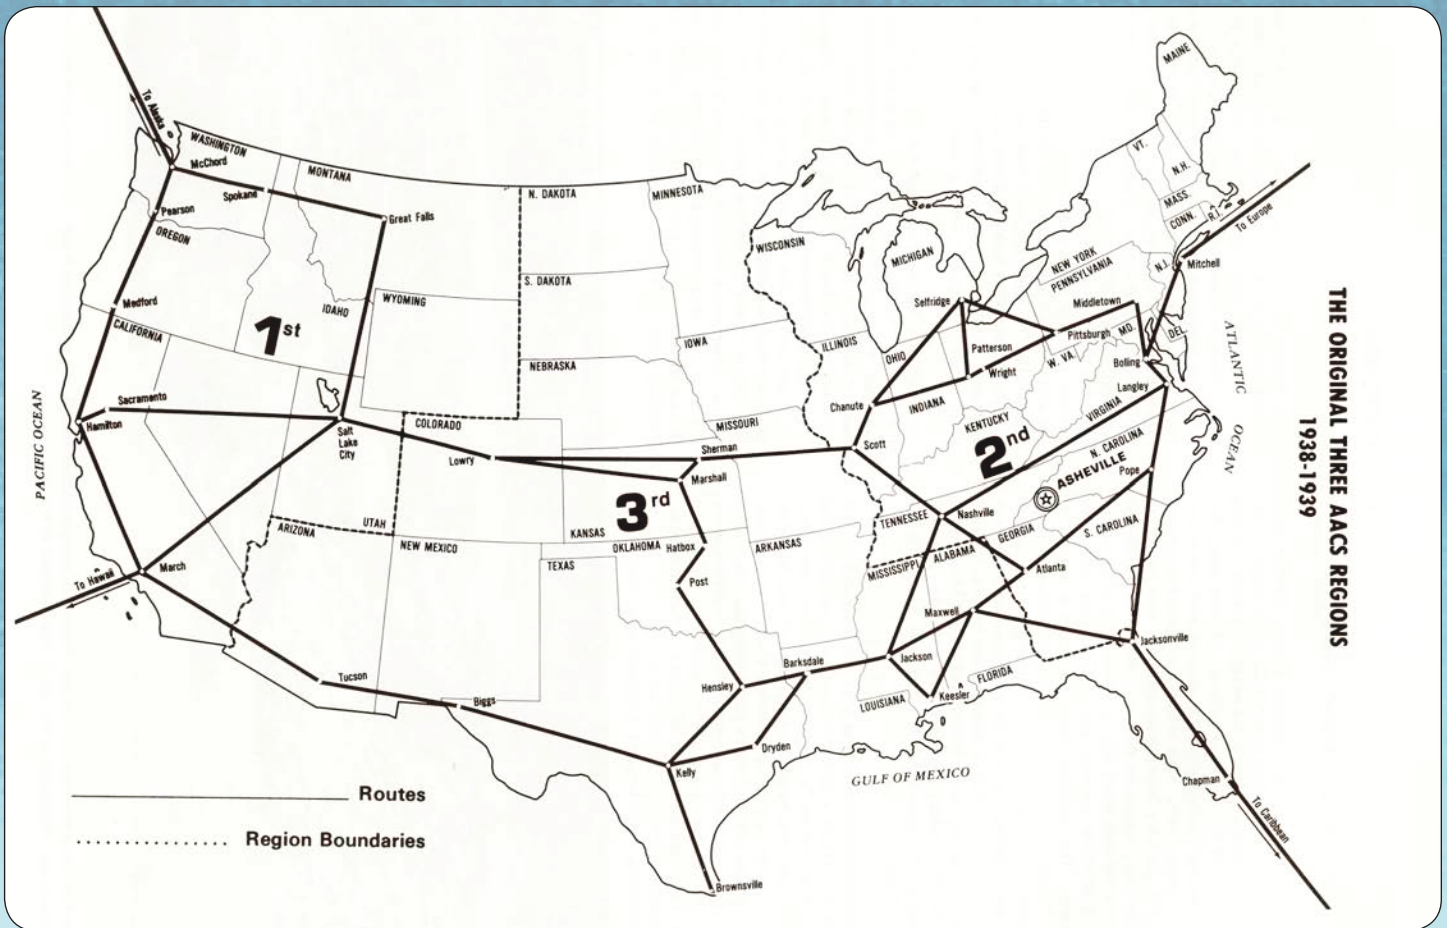 THE ORIGINAL THREE AACS REGIONS
1938-1939
To Alaska
WASHINGTON
McChord
Spokane
MONTANA
Great Falls
Pearson
OREGON
Medford
CALIFORNIA
IDAHO
WYOMING
1st
N. DAKOTA
MINNESOTA
S. DAKOTA
NEBRASKA
IOWA
WISCONSIN
MICHIGAN
ILLINOIS
MAINE
VT.
N.H.
MASS.
CONN.
R.I.
NEW YORK
PENNSYLVANIA
N.J.
Mitchell
To Europe
Selfridge
Middletown
Pittsburgh
MD.
DEL.
OHIO
Patterson
Wright
W. VA.
Bolling
Langley
ATLANTIC
OCEAN
PACIFIC OCEAN
Sacramento
Hamilton
Salt
Lake
City
COLORADO
Lowry
MISSOURI
Sherman
Marshall
Chanute
INDIANA
Scott
KENTUCKY
2nd
VIRGINIA
N. CAROLINA
ASHEVILLE
Pope
3rd
KANSAS
UTAH
ARIZONA
NEW MEXICO
OKLAHOMA
Hatbox
TEXAS
Post
ARKANSAS
TENNESSEE
Nashville
GEORGIA
S. CAROLINA
MISSISSIPPI
ALABAMA
Atlanta
Maxwell
To Hawaii
March
Tucson
Biggs
Hensley
Barksdale
Jackson
Jacksonville
LOUISIANA
Keesler
FLORIDA
Dryden
Kelly
GULF OF MEXICO
Chapman
To Caribbean
Brownsville
Routes
Region Boundaries